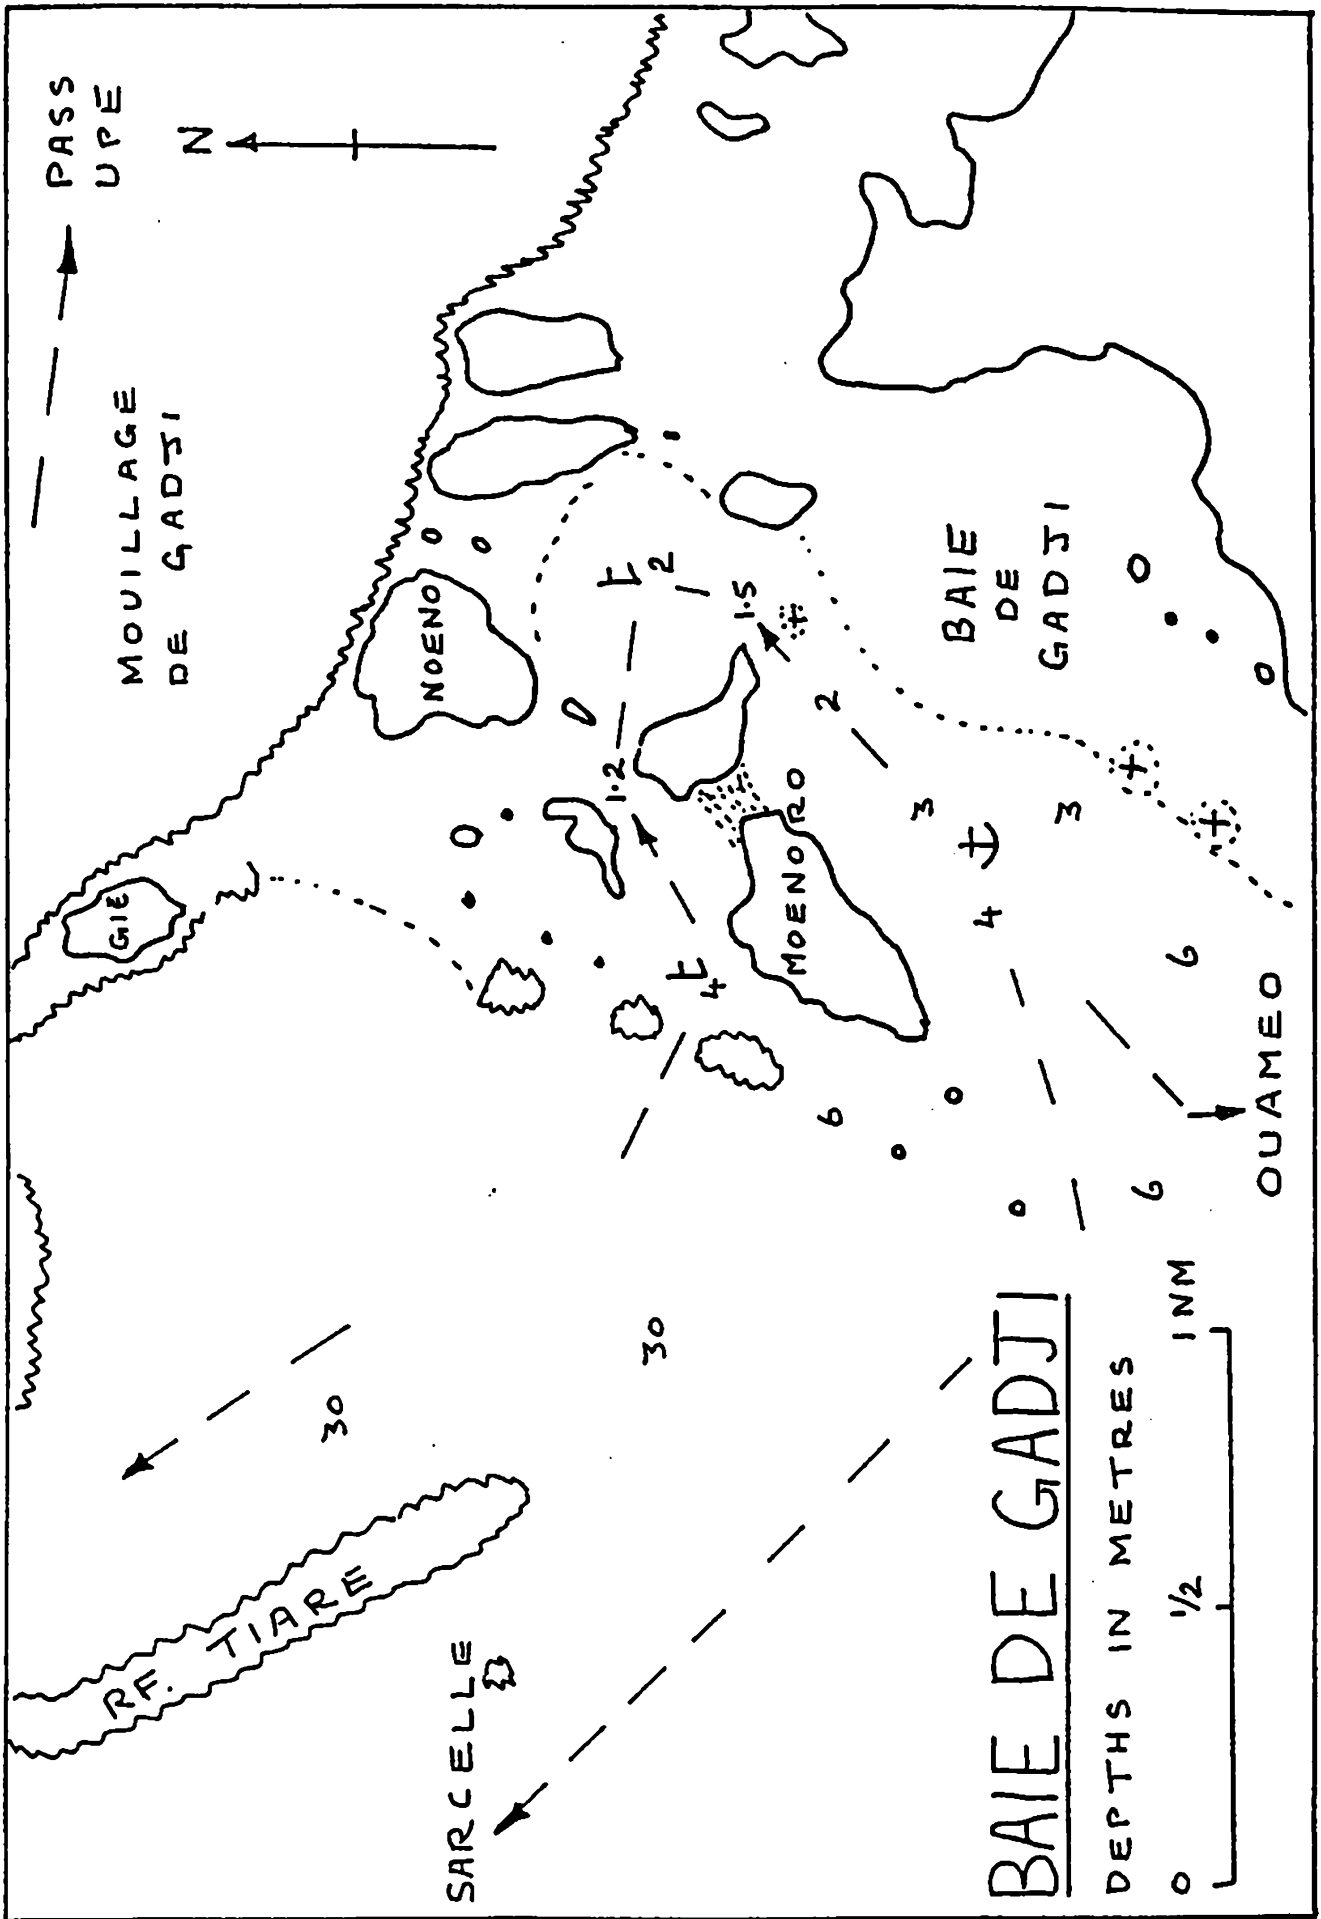 PASS
UPE
MOUILLAGE
DE GADJI
N
GIE
RF. TIARE
30
NOENO
SARCELLE
1.2
30
2
4
1.5
MOENORO
2
6
3
4
3
BAIE
DE
GADJI
6
6
OUAMEO
BAIE DE GADJI
DEPTHS IN METRES
0 1/2 1NM